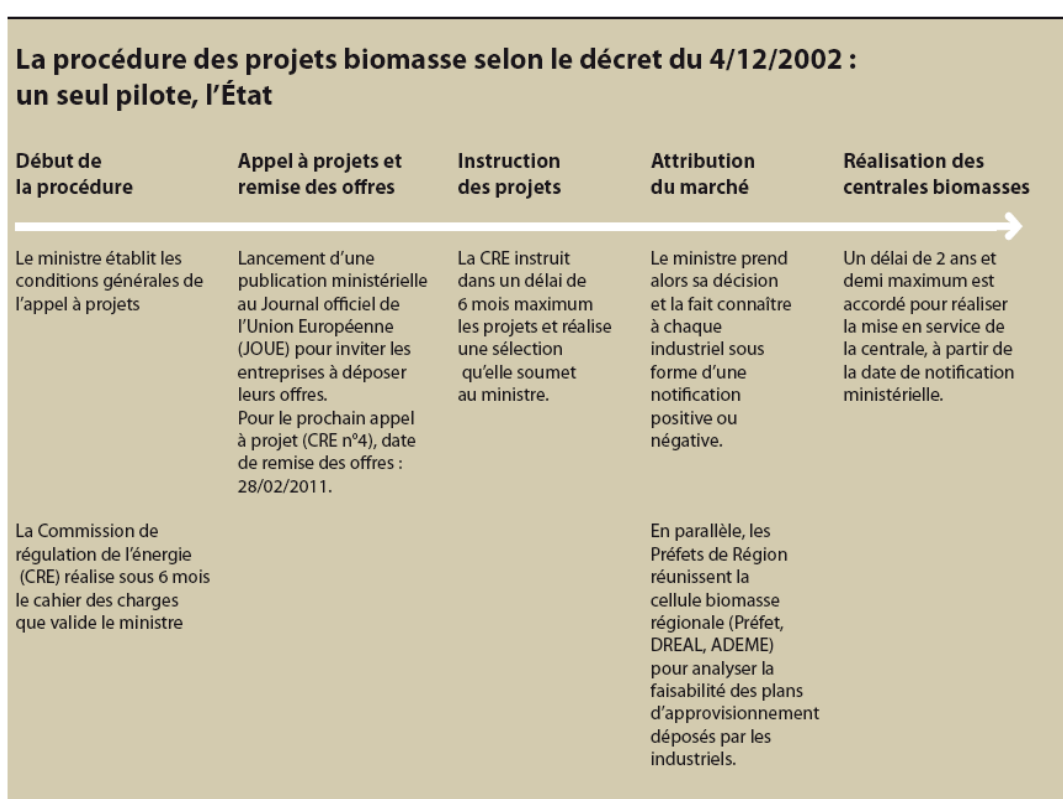 La procédure des projets biomasse selon le décret du 4/12/2002 :
un seul pilote, l’État
Début de
la procédure
Le ministre établit les
conditions générales de
l’appel à projets
La Commission de
régulation de l’énergie
(CRE) réalise sous 6 mois
le cahier des charges
que valide le ministre
Appel à projets et
remise des offres
Lancement d’une
publication ministérielle
au Journal officiel de
l’Union Européenne
(JOUE) pour inviter les
entreprises à déposer
leurs offres.
Pour le prochain appel
à projet (CRE n°4), date
de remise des offres :
28/02/2011.
Instruction
des projets
La CRE instruit
dans un délai de
6 mois maximum
les projets et réalise
une sélection
qu’elle soumet
au ministre.
Attribution
du marché
Le ministre prend
alors sa décision
et la fait connaître
à chaque
industriel sous
forme d’une
notification
positive ou
négative.
En parallèle, les
Préfets de Région
réunissent la
cellule biomasse
régionale (Préfet,
DREAL, ADEME)
pour analyser la
faisabilité des plans
d’approvisionnement
déposés par les
industriels.
Réalisation des
centrales biomasses
Un délai de 2 ans et
demi maximum est
accordé pour réaliser
la mise en service de
la centrale, à partir de
la date de notification
ministérielle.